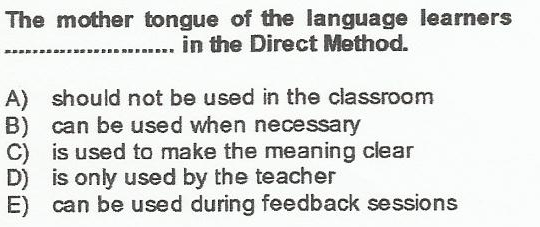 The mother tongue of the language learners
.......................... in the Direct Method.
A) should not be used in the classroom
B) can be used when necessary
C) is used to make the meaning clear
D) is only used by the teacher
E) can be used during feedback sessions